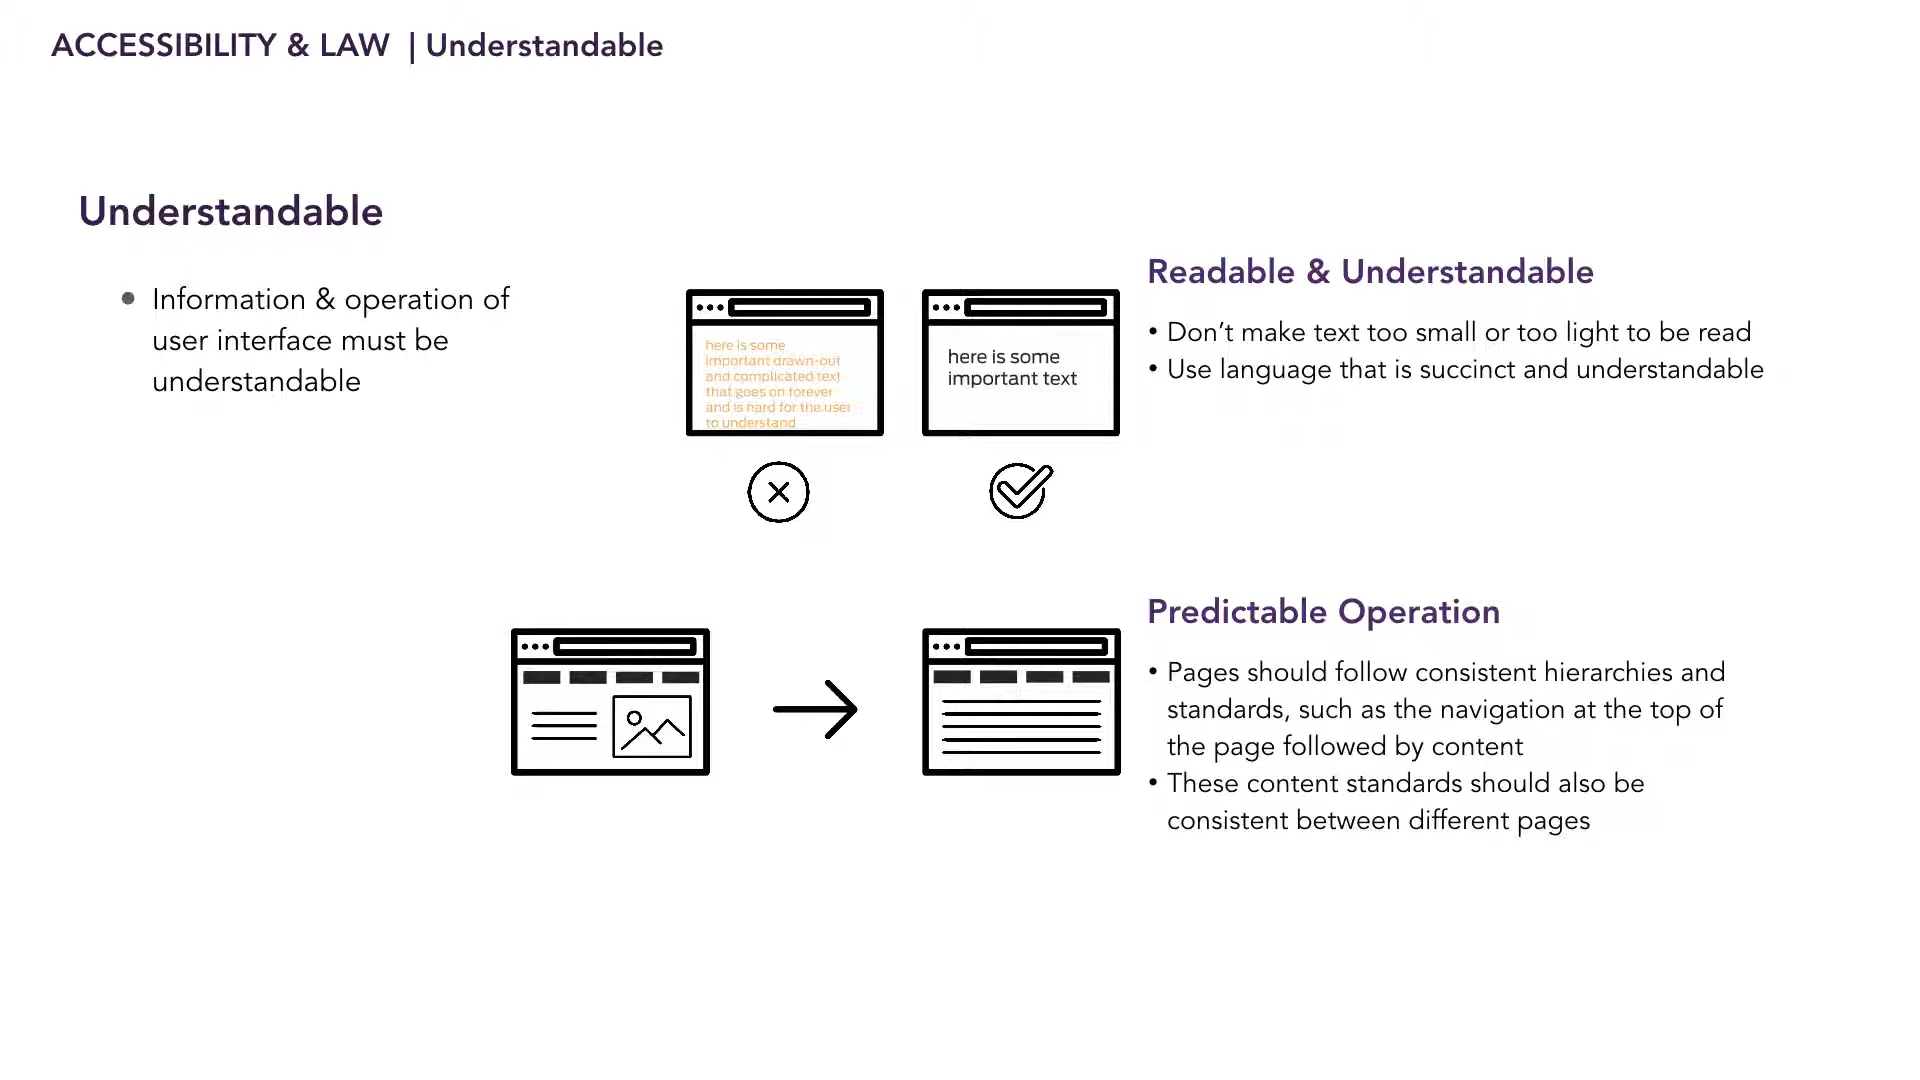 ACCESSIBILITY & LAW | Understandable
Understandable
• Information & operation of
user interface must be
understandable
here is some
important drawn-out
and complicated text
that goes on forever
and is hard for the user
to understand
here is some
important text
Readable & Understandable
• Don’t make text too small or too light to be read
• Use language that is succinct and understandable
Predictable Operation
• Pages should follow consistent hierarchies and
standards, such as the navigation at the top of
the page followed by content
• These content standards should also be
consistent between different pages